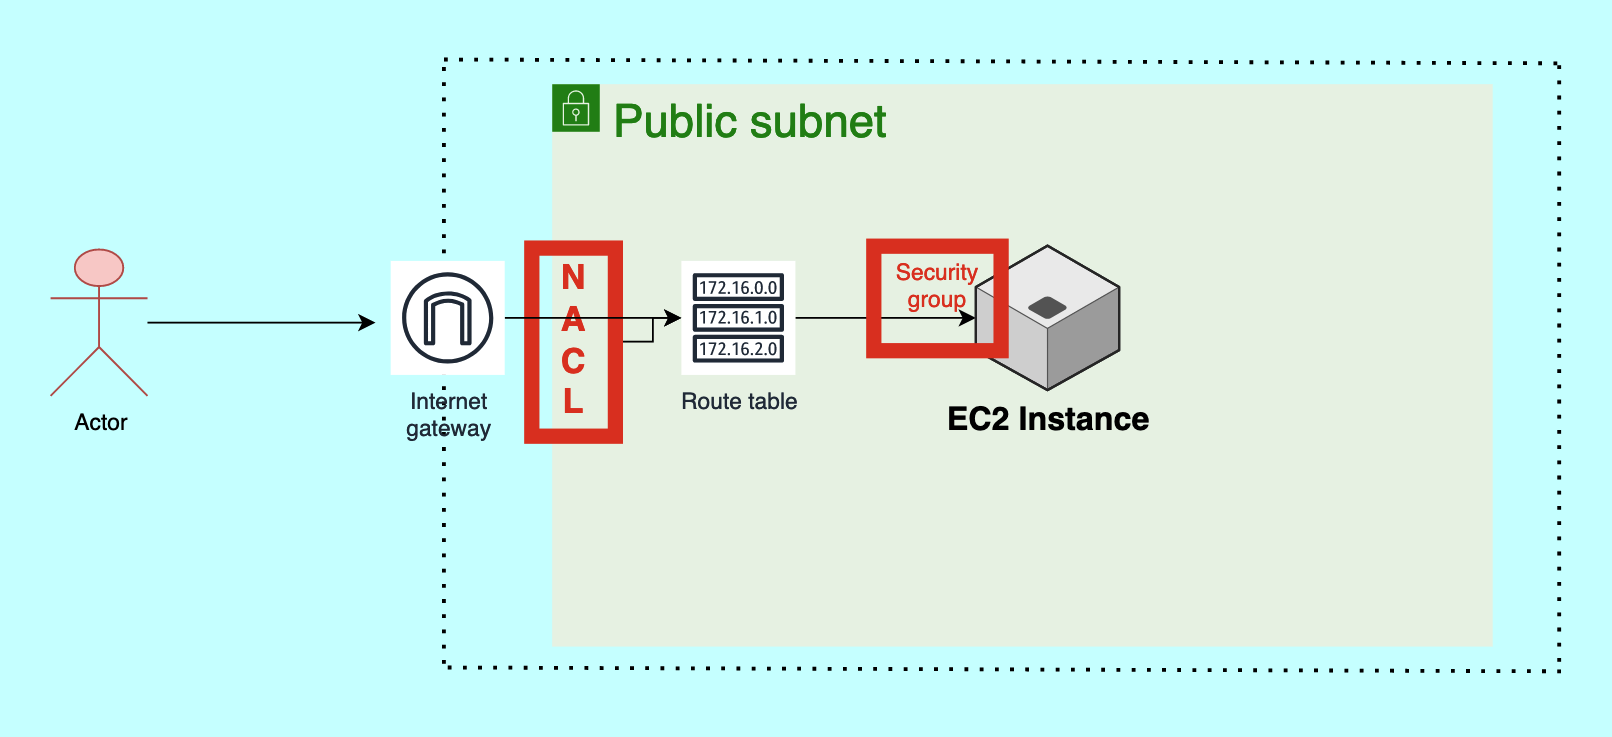 Public subnet
Actor
Internet
gateway
N
A
C
L
172.16.0.0
172.16.1.0
172.16.2.0
Route table
Security
group
EC2 Instance